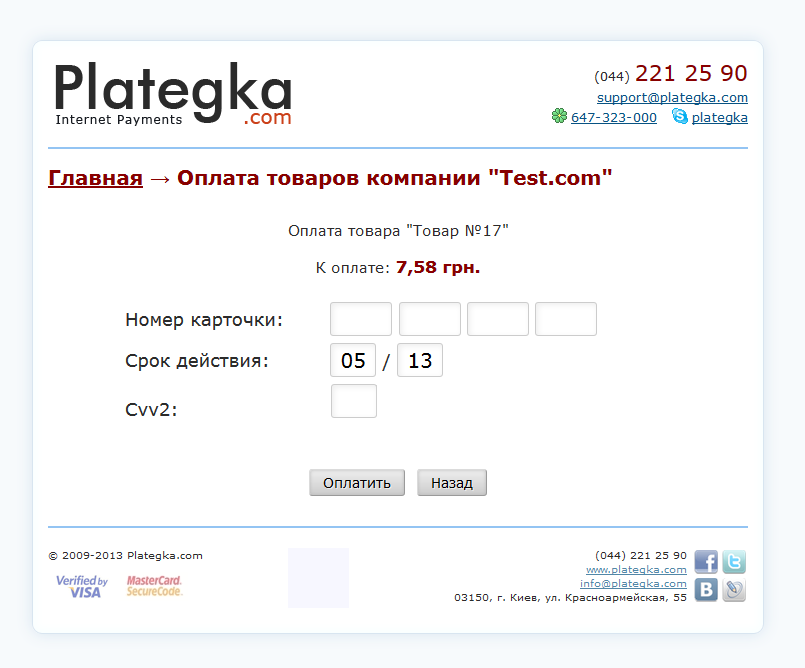 Plategka
Internet Payments .com
(044) 221 25 90
support@plategka.com
647-323-000 plategka
Главная → Оплата товаров компании "Test.com"
Оплата товара "Товар №17"
К оплате: 7,58 грн.
Номер карточки:
Срок действия: 05 / 13
Cvv2:
Оплатить Назад
© 2009-2013 Plategka.com
Verified by
VISA
MasterCard.
SecureCode.
(044) 221 25 90
www.plategka.com
info@plategka.com
03150, г. Киев, ул. Красноармейская, 55
f t
B